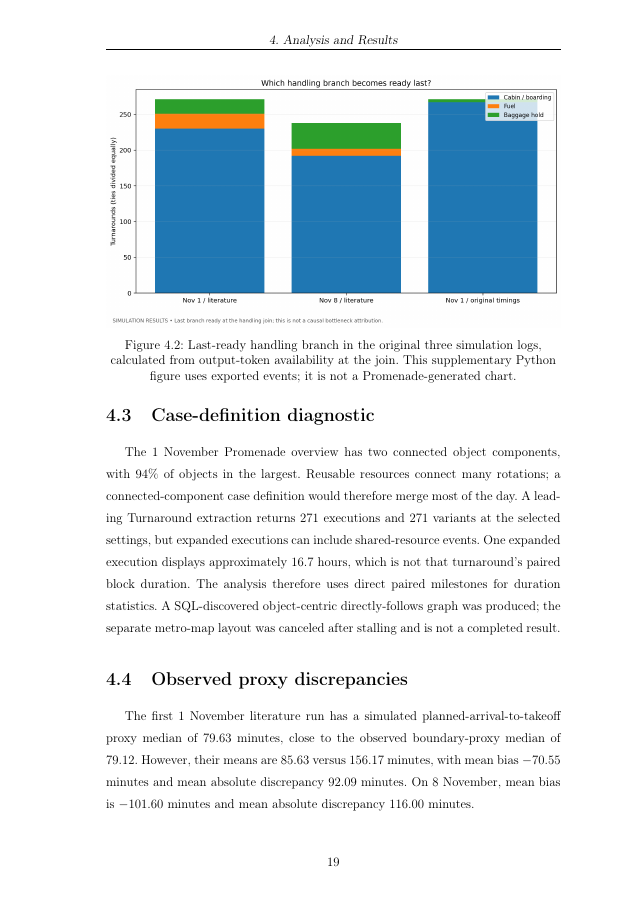 4. Analysis and Results
Which handling branch becomes ready last?
Cabin / boarding
Fuel
Baggage hold
Turnarounds (ties divided equally)
250
200
150
100
50
0
Nov 1 / literature
Nov 8 / literature
Nov 1 / original timings
SIMULATION RESULTS • Last branch ready at the handling join; this is not a causal bottleneck attribution.
Figure 4.2: Last-ready handling branch in the original three simulation logs,
calculated from output-token availability at the join. This supplementary Python
figure uses exported events; it is not a Promenade-generated chart.
4.3 Case-definition diagnostic
The 1 November Promenade overview has two connected object components,
with 94% of objects in the largest. Reusable resources connect many rotations; a
connected-component case definition would therefore merge most of the day. A lead-
ing Turnaround extraction returns 271 executions and 271 variants at the selected
settings, but expanded executions can include shared-resource events. One expanded
execution displays approximately 16.7 hours, which is not that turnaround's paired
block duration. The analysis therefore uses direct paired milestones for duration
statistics. A SQL-discovered object-centric directly-follows graph was produced; the
separate metro-map layout was canceled after stalling and is not a completed result.
4.4 Observed proxy discrepancies
The first 1 November literature run has a simulated planned-arrival-to-takeoff
proxy median of 79.63 minutes, close to the observed boundary-proxy median of
79.12. However, their means are 85.63 versus 156.17 minutes, with mean bias −70.55
minutes and mean absolute discrepancy 92.09 minutes. On 8 November, mean bias
is −101.60 minutes and mean absolute discrepancy 116.00 minutes.
19